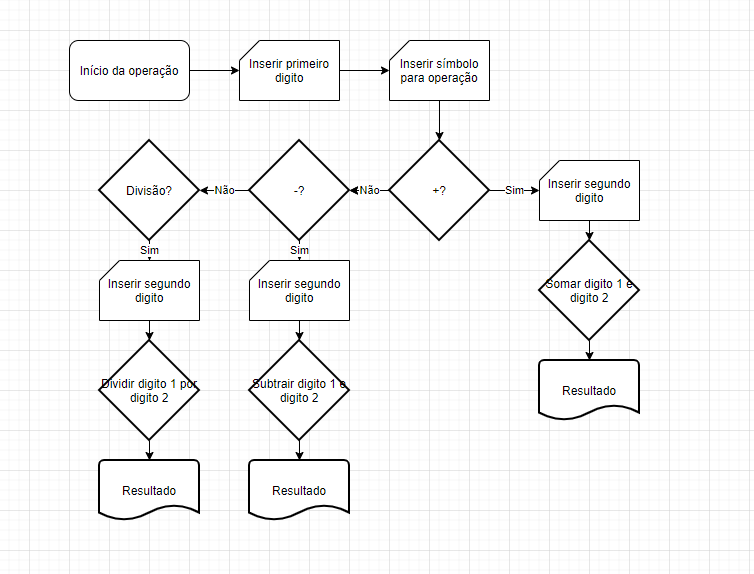 Início da operação
Inserir primeiro
digito
Inserir símbolo
para operação
Divisão?
Não
-?
Não
+?
Sim
Inserir segundo
digito
Sim
Sim
Inserir segundo
digito
Inserir segundo
digito
Somar digito 1 e
digito 2
Dividir digito 1 por
digito 2
Subtrair digito 1 e
digito 2
Resultado
Resultado
Resultado